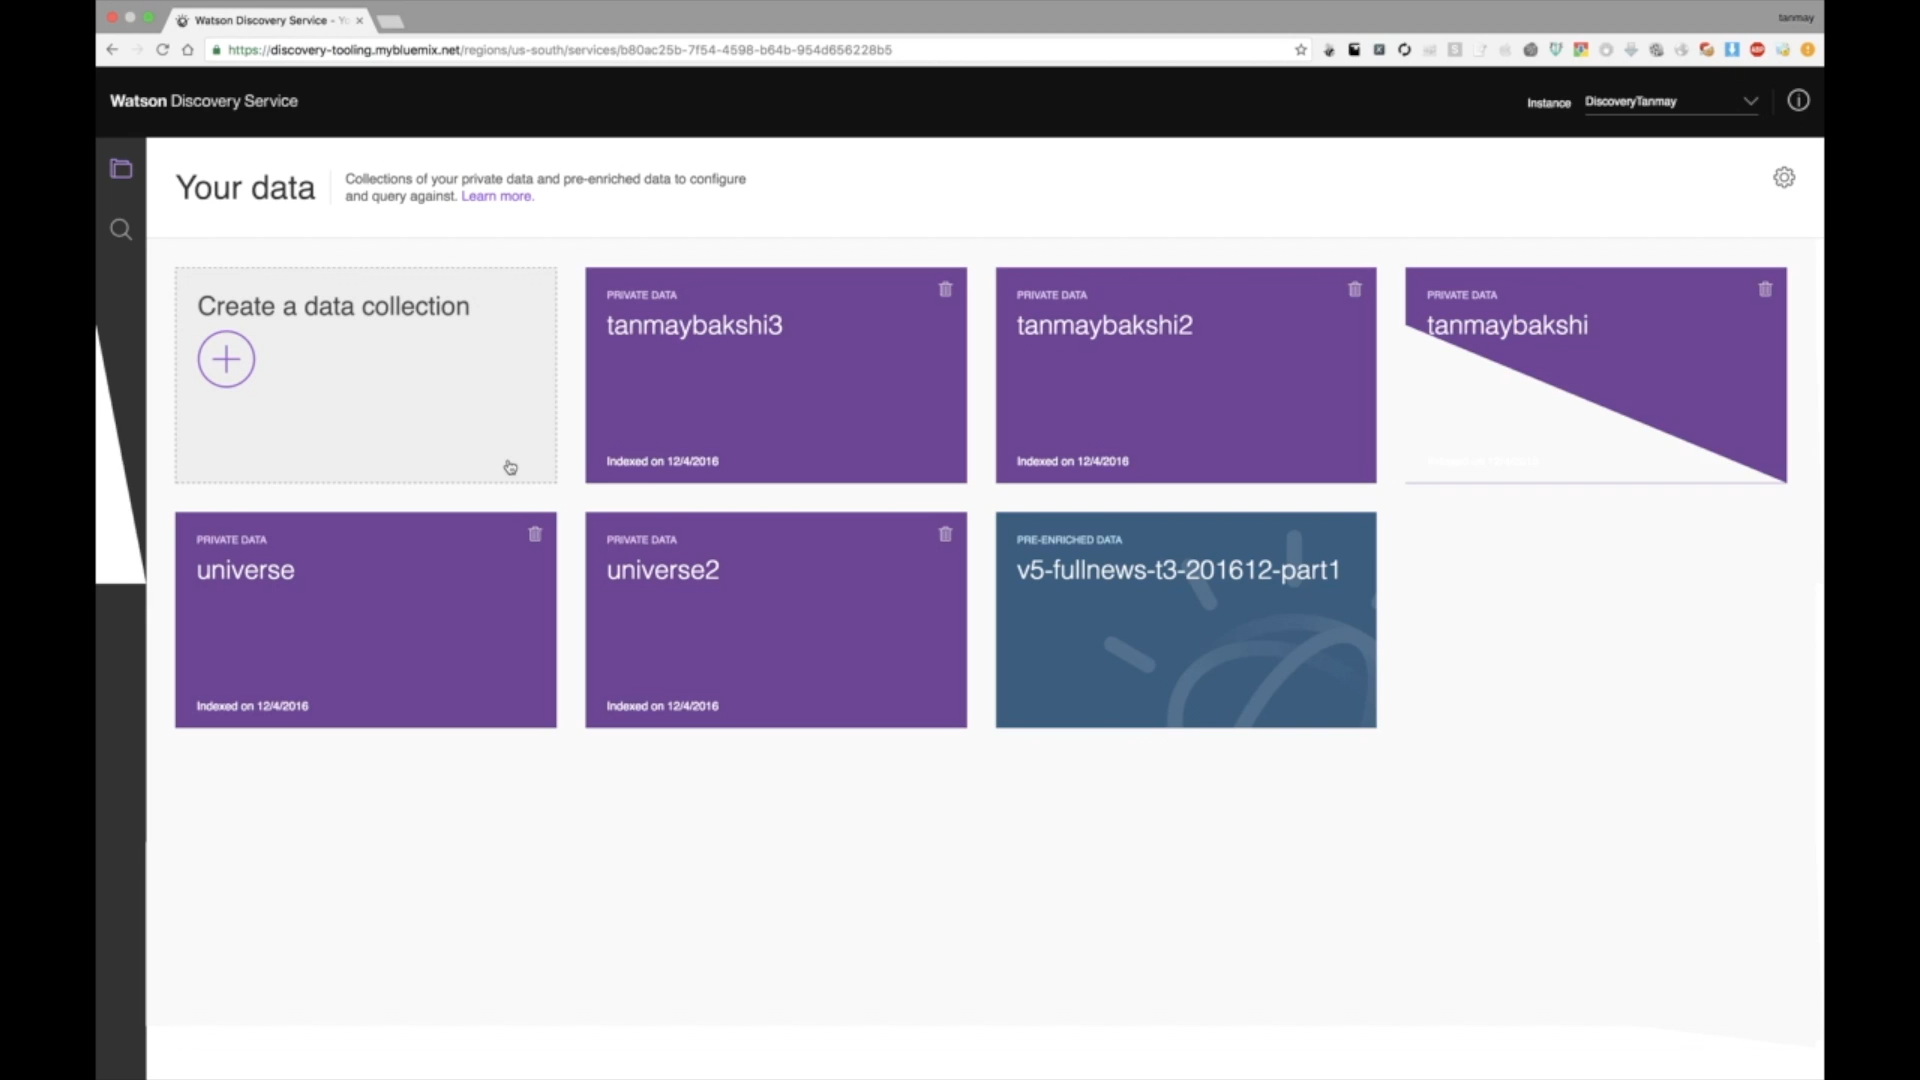 Watson Discovery Service - Yo
tanmay
https://discovery-tooling.mybluemix.net/regions/us-south/services/b80ac25b-7f54-4598-b64b-954d656228b5
Watson Discovery Service
Instance DiscoveryTanmay
Your data
Collections of your private data and pre-enriched data to configure
and query against. Learn more.
Create a data collection
PRIVATE DATA
tanmaybakshi3
Indexed on 12/4/2016
PRIVATE DATA
tanmaybakshi2
Indexed on 12/4/2016
PRIVATE DATA
tanmaybakshi
PRIVATE DATA
universe
Indexed on 12/4/2016
PRIVATE DATA
universe2
Indexed on 12/4/2016
PRE-ENRICHED DATA
v5-fullnews-t3-201612-part1